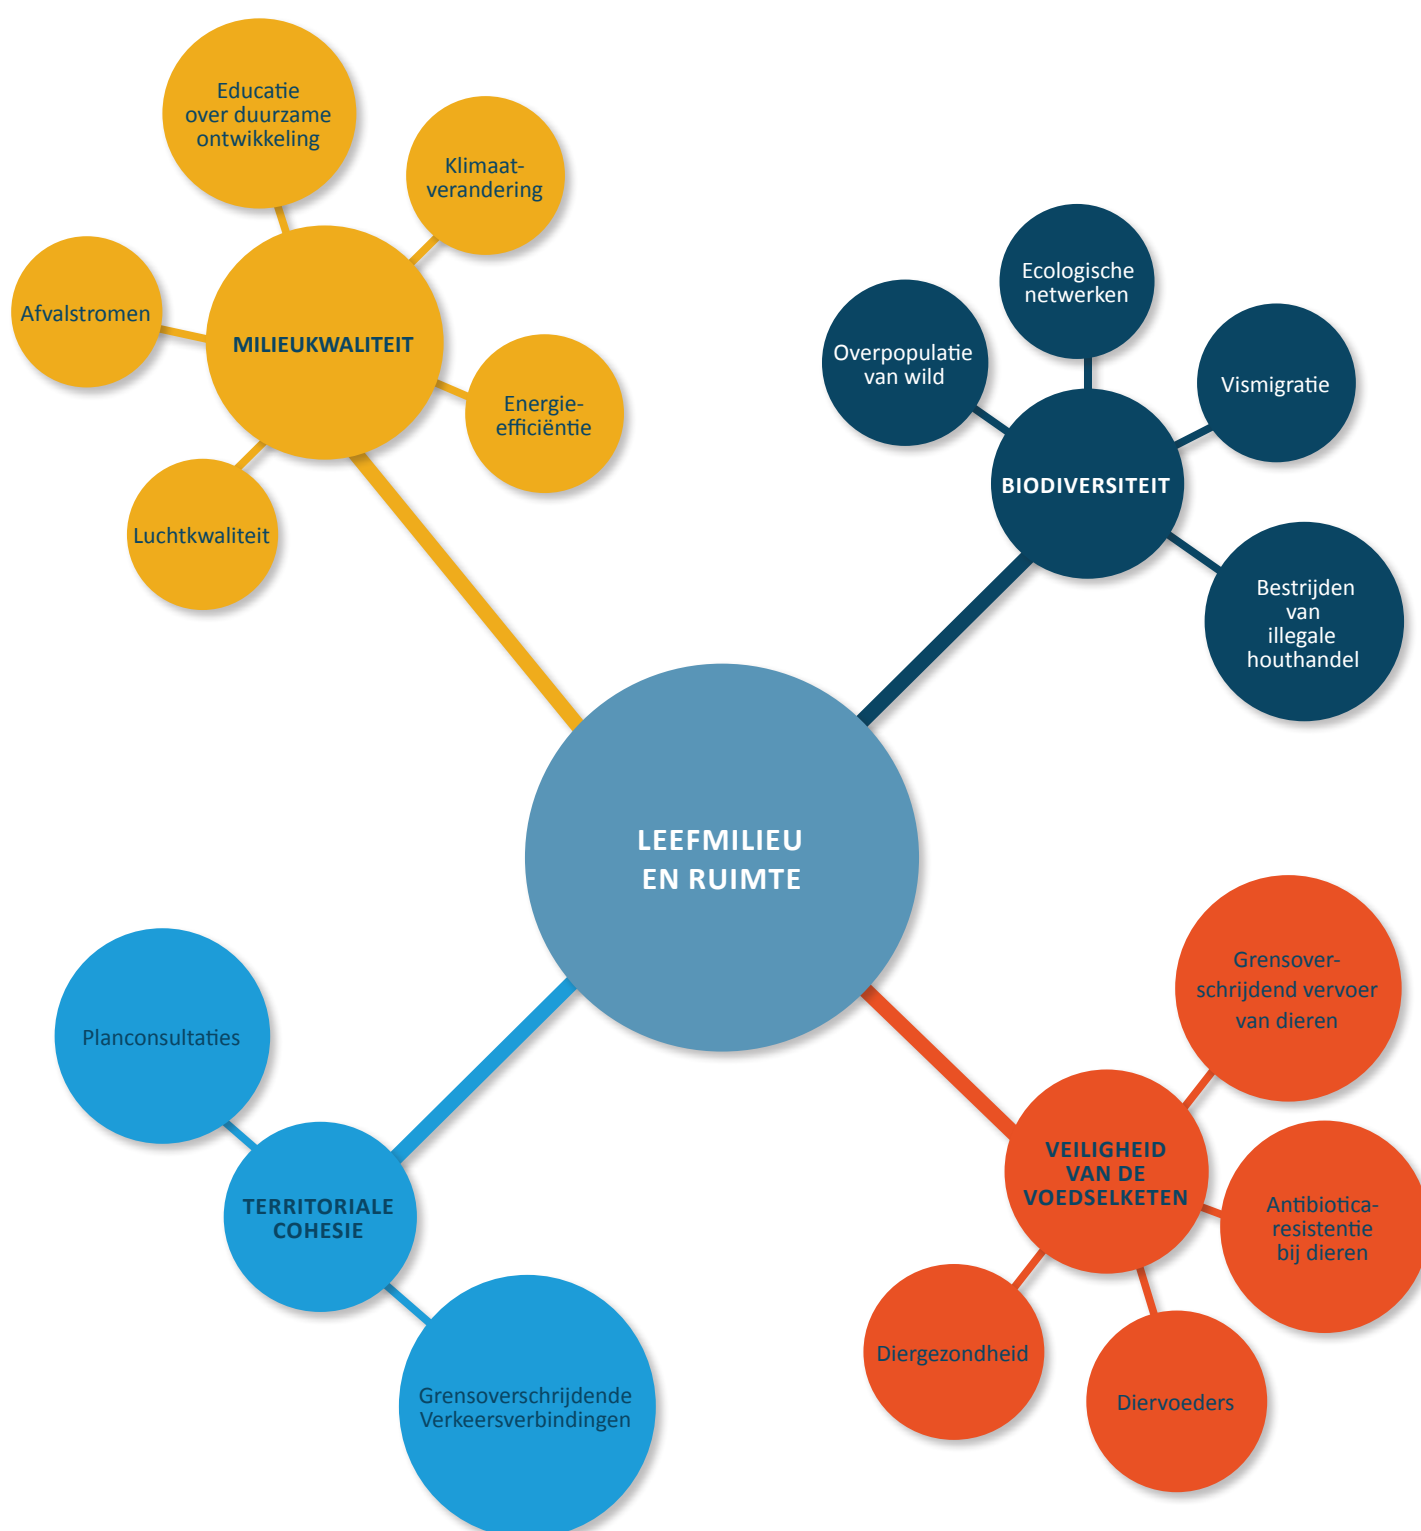 Educatie
over duurzame
ontwikkeling
Klimaat-
verandering
Afvalstromen
MILIEUKWALITEIT
Energie-
efficiëntie
Luchtkwaliteit
Ecologische
netwerken
Overpopulatie
van wild
Vismigratie
BIODIVERSITEIT
Bestrijden
van
illegale
houthandel
LEEFMILIEU
EN RUIMTE
Planconsultaties
TERRITORIALE
COHESIE
Grensoverschrijdende
Verkeersverbindingen
Grensover-
schrijdend vervoer
van dieren
VEILIGHEID
VAN DE
VOEDSELKETEN
Antibiotica-
resistentie
bij dieren
Diergezondheid
Diervoeders